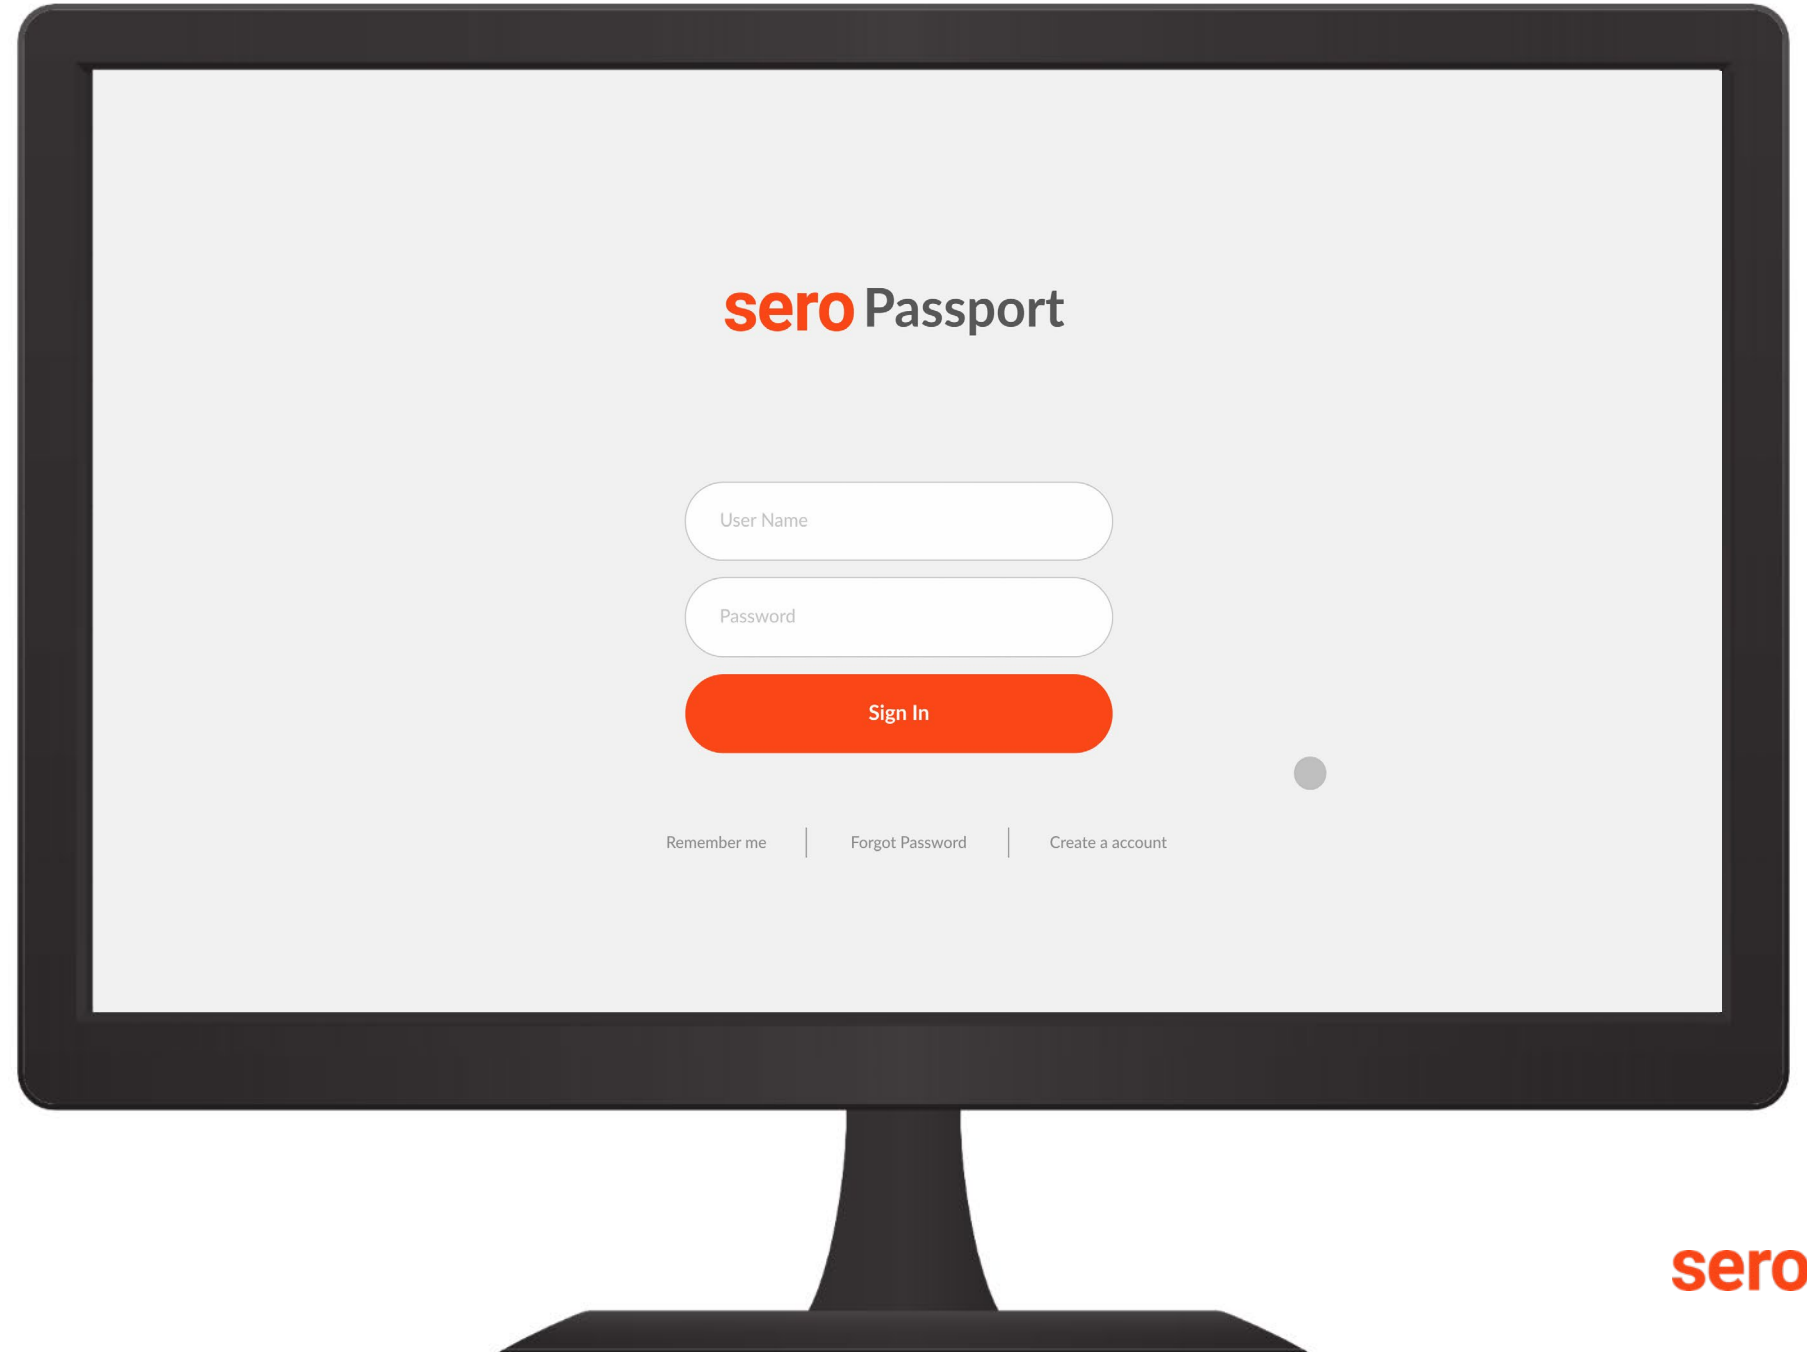 sero Passport
User Name
Password
Sign In
Remember me | Forgot Password | Create a account
sero